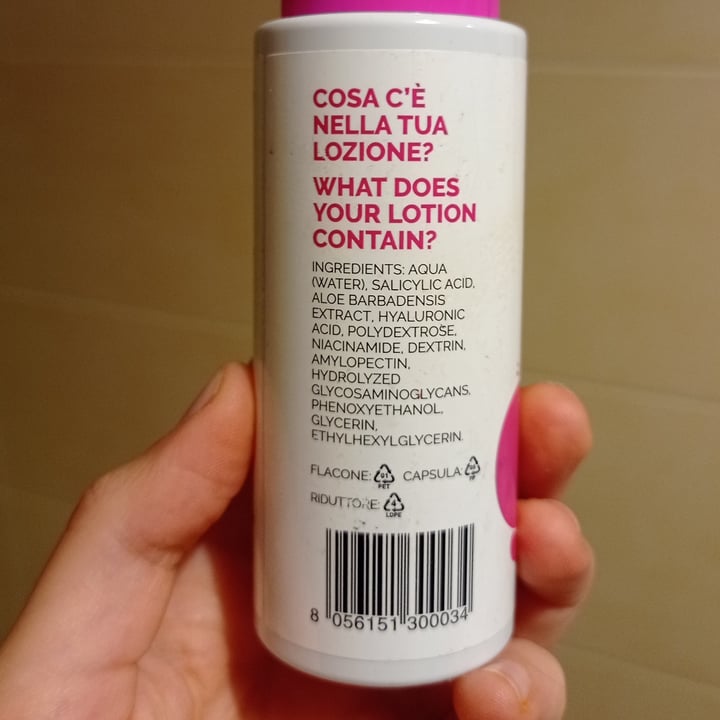 COSA C'È
NELLA TUA
LOZIONE?
WHAT DOES
YOUR LOTION
CONTAIN?
INGREDIENTS: AQUA
(WATER), SALICYLIC ACID,
ALOE BARBADENSIS
EXTRACT, HYALURONIC
ACID, POLYDEXTROSE,
NIACINAMIDE, DEXTRIN,
AMYLOPECTIN,
HYDROLYZED
GLYCOSAMINOGLYCANS,
PHENOXYETHANOL,
GLYCERIN,
ETHYLHEXYLGLYCERIN.
FLACONE: 01 PET CAPSULA: PP
RIDUTTORE: 4 LDPE
8 056151 300034